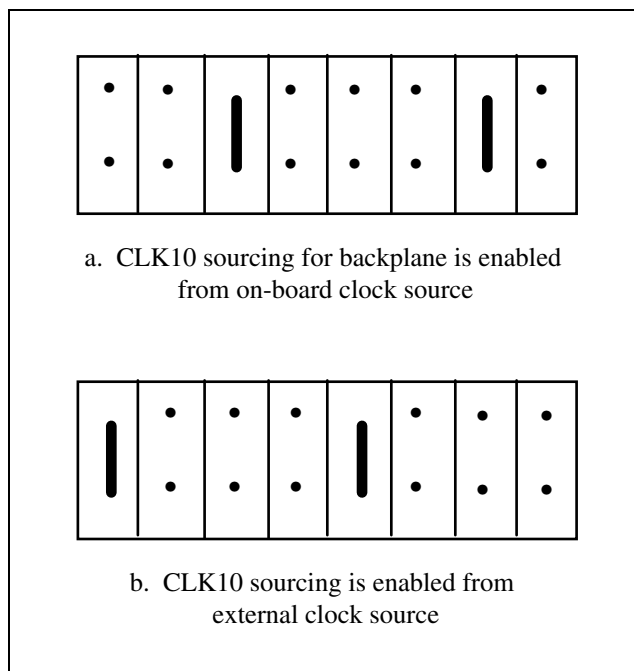 a. CLK10 sourcing for backplane is enabled
from on-board clock source
b. CLK10 sourcing is enabled from
external clock source